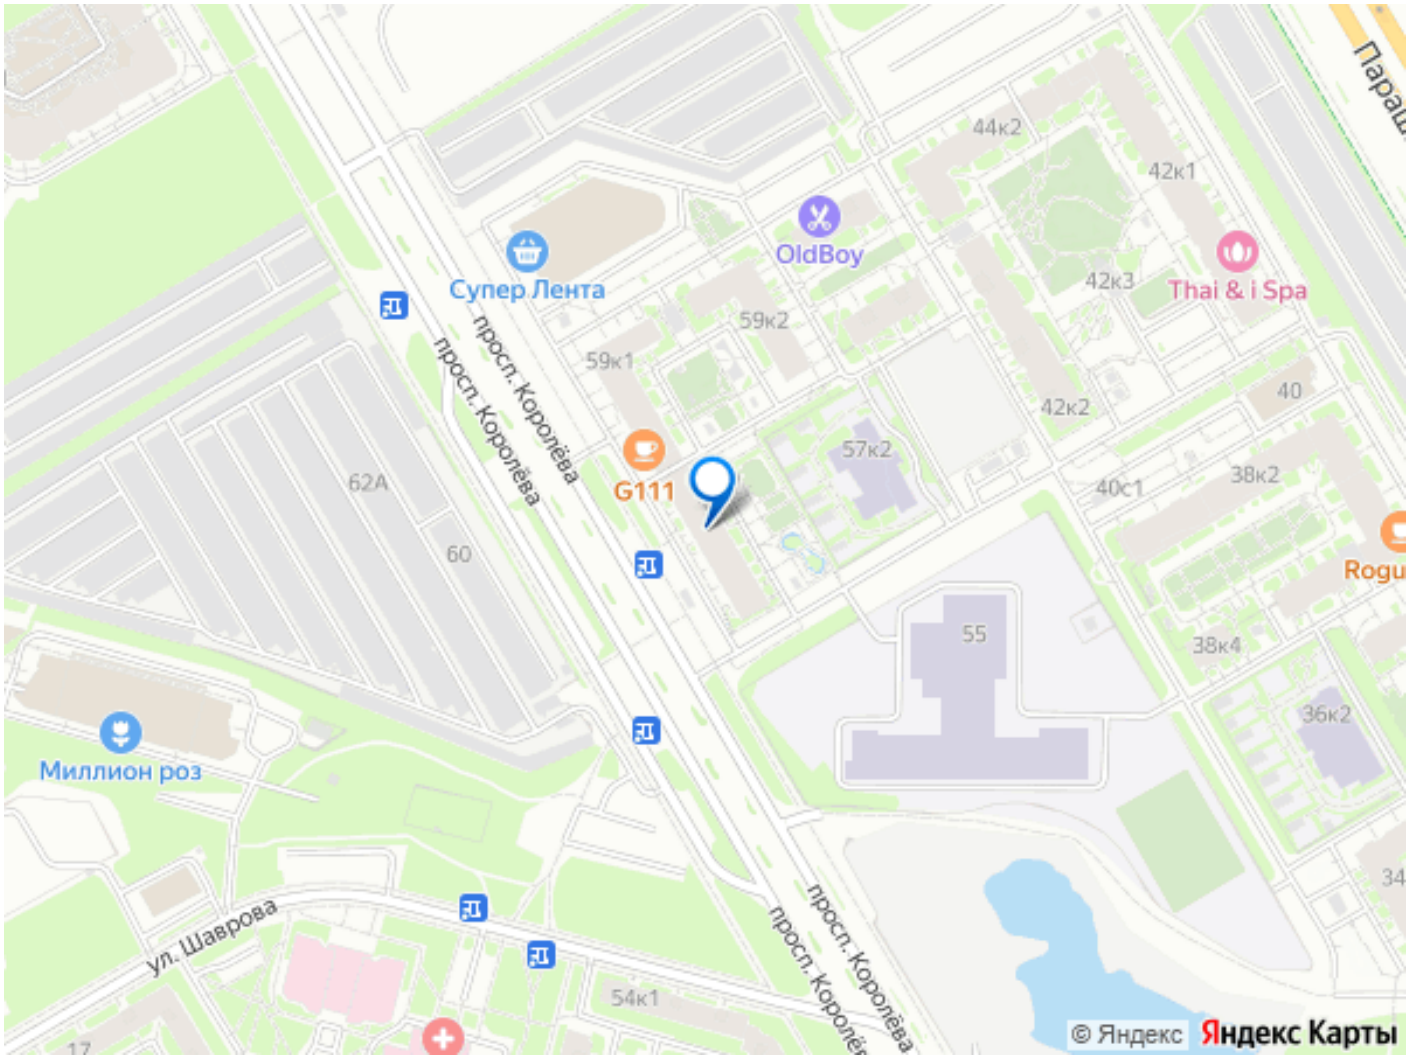 Параш
44к2
42к1
OldBoy
Супер Лента
42к3
Thai & i Spa
59к2
просп. Королёва
просп. Королёва
59к1
40
42к2
57к2
G111
62А
38к2
40с1
60
Rogu
55
38к4
36к2
Миллион роз
34
просп. Королёва
просп. Королёв
ул. Шаврова
54к1
17
© Яндекс Яндекс Карты